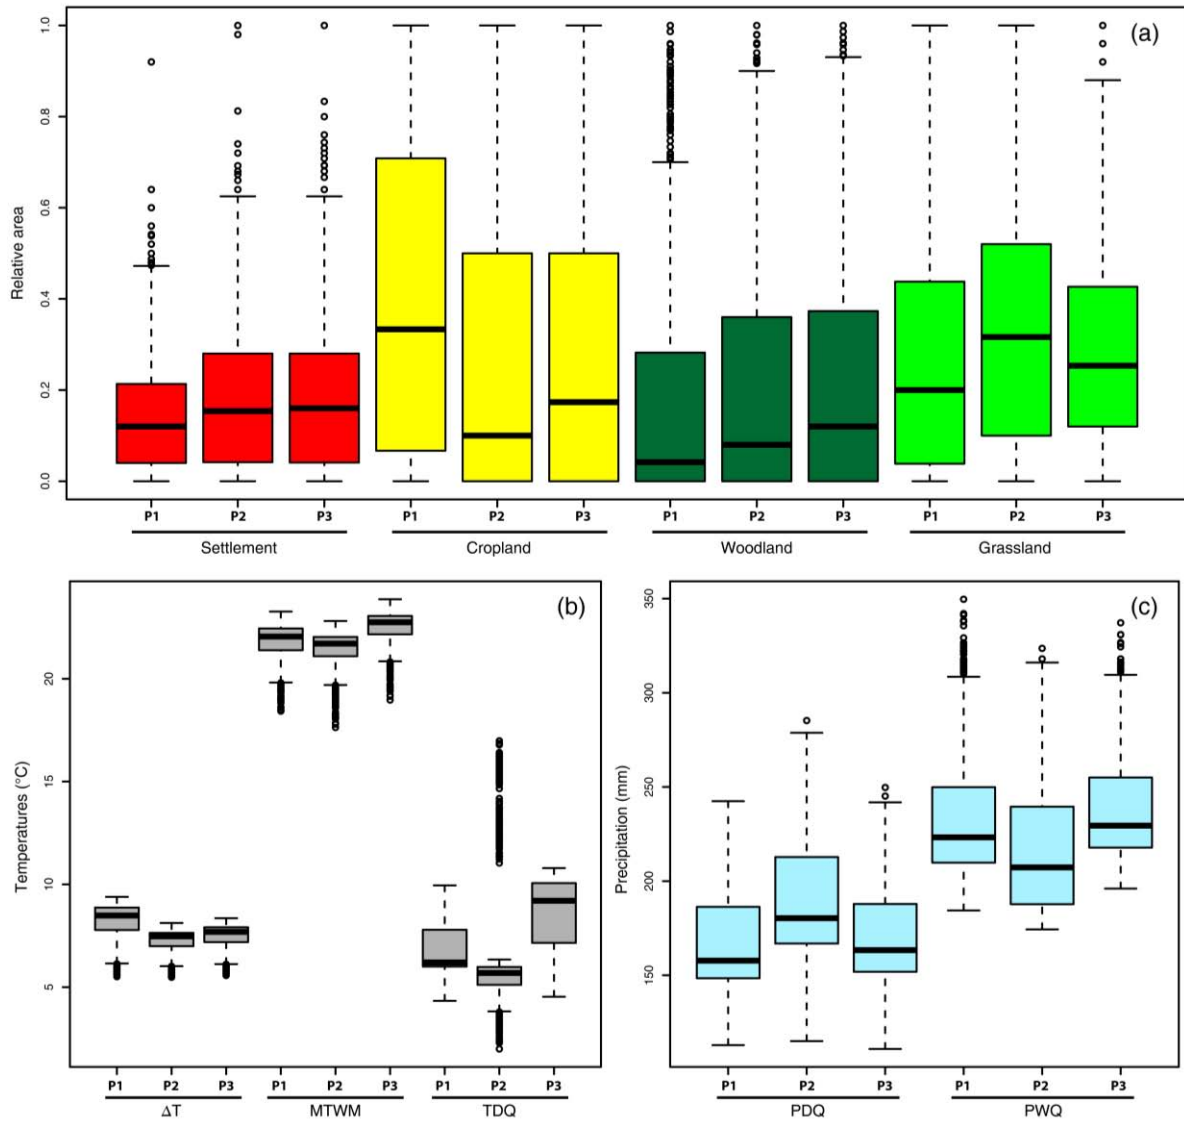 (a)
Relative area
1.0
0.8
0.6
0.4
0.2
0.0
P1 P2 P3 P1 P2 P3 P1 P2 P3 P1 P2 P3
Settlement Cropland Woodland Grassland
(b)
Temperatures (°C)
20
15
10
5
P1 P2 P3 P1 P2 P3 P1 P2 P3
ΔT MTWM TDQ
(c)
Precipitation (mm)
350
300
250
200
150
P1 P2 P3 P1 P2 P3
PDQ PWQ